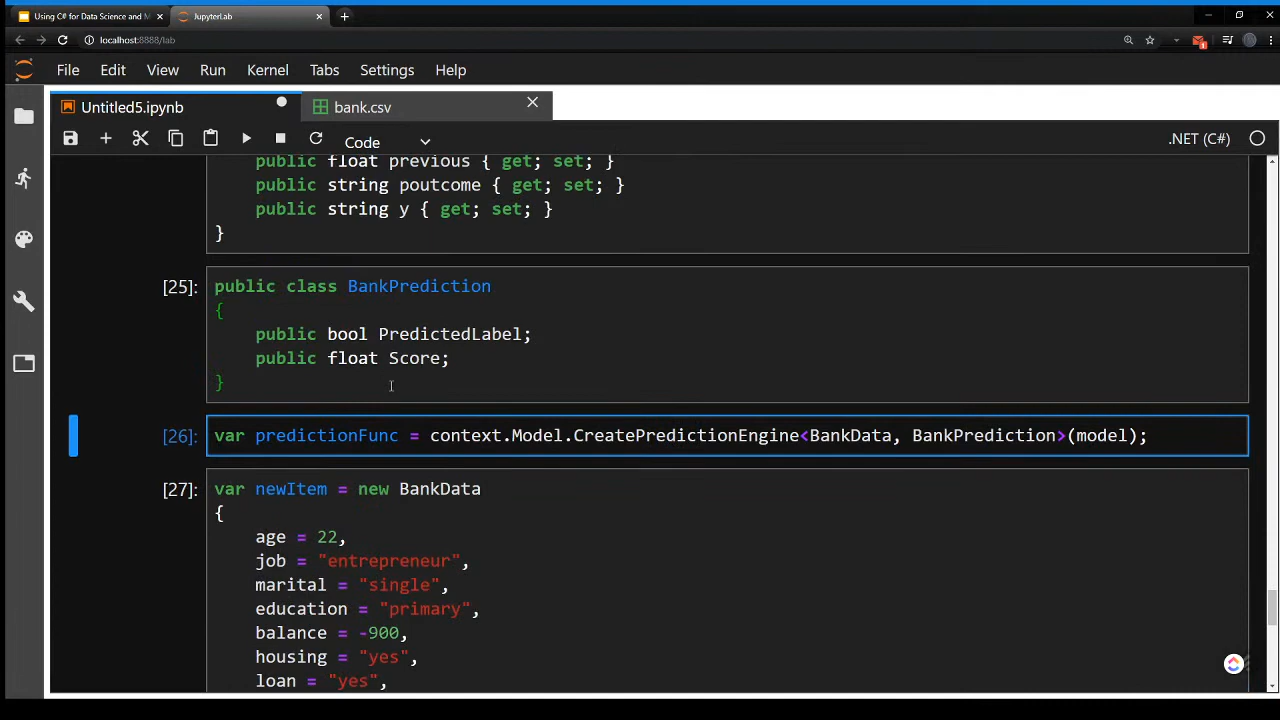 Using C# for Data Science and M
JupyterLab
localhost:8888/lab
File Edit View Run Kernel Tabs Settings Help
Untitled5.ipynb
bank.csv
Code
.NET (C#)
public float previous { get; set; }
public string poutcome { get; set; }
public string y { get; set; }
}
[25]:
public class BankPrediction
{
public bool PredictedLabel;
public float Score;
}
[26]:
var predictionFunc = context.Model.CreatePredictionEngine<BankData, BankPrediction>(model);
[27]:
var newItem = new BankData
{
age = 22,
job = "entrepreneur",
marital = "single",
education = "primary",
balance = -900,
housing = "yes",
loan = "yes",